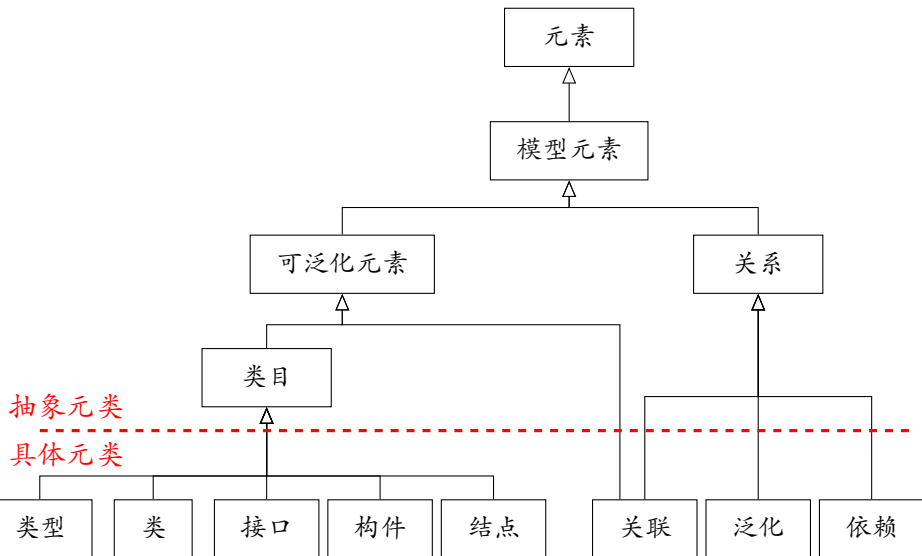 元素
模型元素
可泛化元素
关系
类目
抽象元类
具体元类
类型
类
接口
构件
结点
关联
泛化
依赖